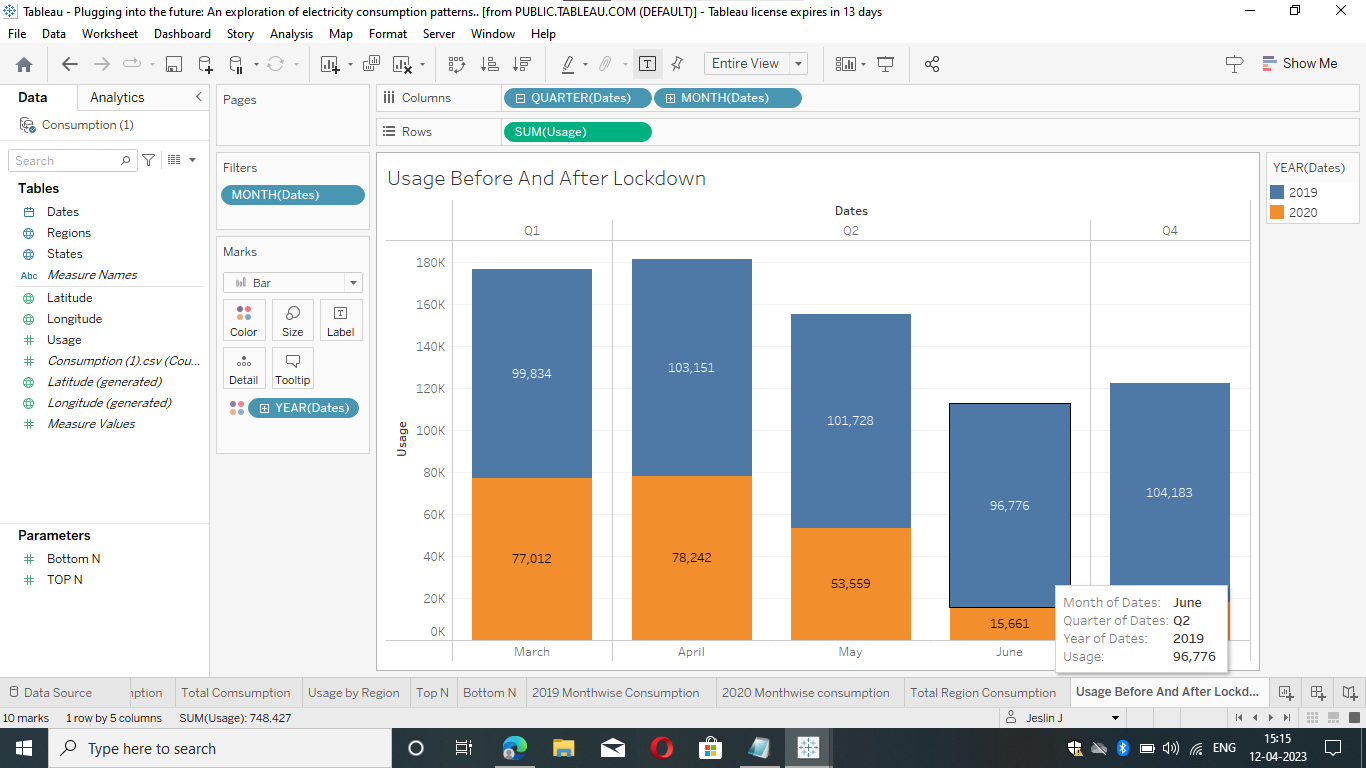 Tableau - Plugging into the future: An exploration of electricity consumption patterns.. [from PUBLIC.TABLEAU.COM (DEFAULT)] - Tableau license expires in 13 days
File Data Worksheet Dashboard Story Analysis Map Format Server Window Help
Entire View
Show Me
Data Analytics
Consumption (1)
Search
Tables
Dates
Regions
States
Abc Measure Names
Latitude
Longitude
Usage
Consumption (1).csv (Cou...
Latitude (generated)
Longitude (generated)
Measure Values
Parameters
Bottom N
TOP N
Pages
Filters
MONTH(Dates)
Marks
Bar
Color Size Label
Detail Tooltip
YEAR(Dates)
Columns QUARTER(Dates) MONTH(Dates)
Rows SUM(Usage)
Usage Before And After Lockdown
Dates
Q1 Q2 Q4
Usage
180K
160K
140K
120K
100K
80K
60K
40K
20K
0K
99,834 103,151 101,728 96,776 104,183
77,012 78,242 53,559 15,661
March April May June
Month of Dates: June
Quarter of Dates: Q2
Year of Dates: 2019
Usage: 96,776
YEAR(Dates)
2019
2020
Data Source
nption Total Comsumption Usage by Region Top N Bottom N 2019 Monthwise Consumption 2020 Monthwise consumption Total Region Consumption Usage Before And After Lockd...
10 marks 1 row by 5 columns SUM(Usage): 748,427
Jeslin J
Type here to search
ENG
15:15
12-04-2023